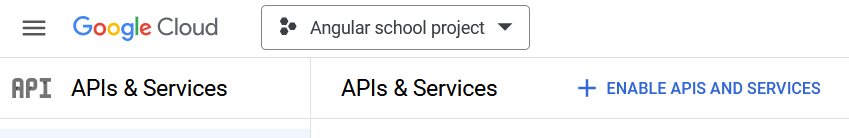 Google Cloud Angular school project
API APIs & Services APIs & Services + ENABLE APIS AND SERVICES